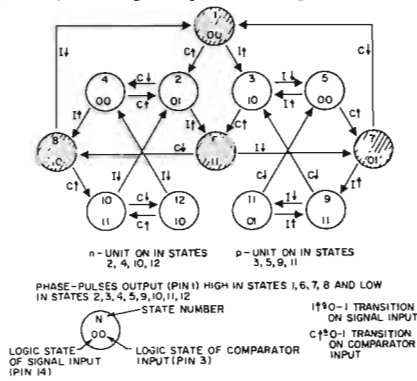 1
00
I↓
C↑
I↑
C↓
4
00
C↓
C↑
2
01
3
10
I↓
I↑
5
00
I↑
I↑
C↑
C↑
8
11
C↓
I↓
7
01
C↑
I↓
I↓
C↓
C↓
I↑
10
11
C↓
C↑
12
10
11
01
I↓
I↑
9
11
n-UNIT ON IN STATES
2, 4, 10, 12
p-UNIT ON IN STATES
3, 5, 9, 11
PHASE-PULSES OUTPUT (PIN 1) HIGH IN STATES 1, 6, 7, 8 AND LOW
IN STATES 2, 3, 4, 5, 9, 10, 11, 12
STATE NUMBER
N
00
LOGIC STATE
OF SIGNAL INPUT
(PIN 14)
LOGIC STATE OF COMPARATOR
INPUT (PIN 3)
I↑≜0-1 TRANSITION
ON SIGNAL INPUT
C↑≜0-1 TRANSITION
ON COMPARATOR
INPUT